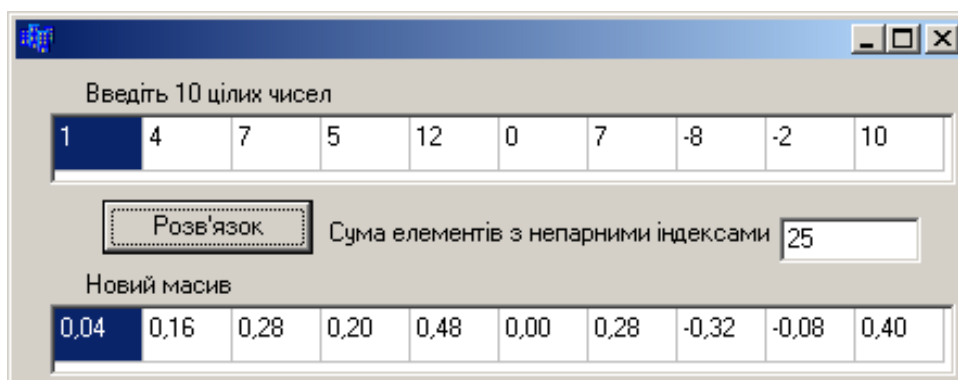 Введіть 10 цілих чисел
1 4 7 5 12 0 7 -8 -2 10
Розв'язок Сума елементів з непарними індексами 25
Новий масив
0,04 0,16 0,28 0,20 0,48 0,00 0,28 -0,32 -0,08 0,40